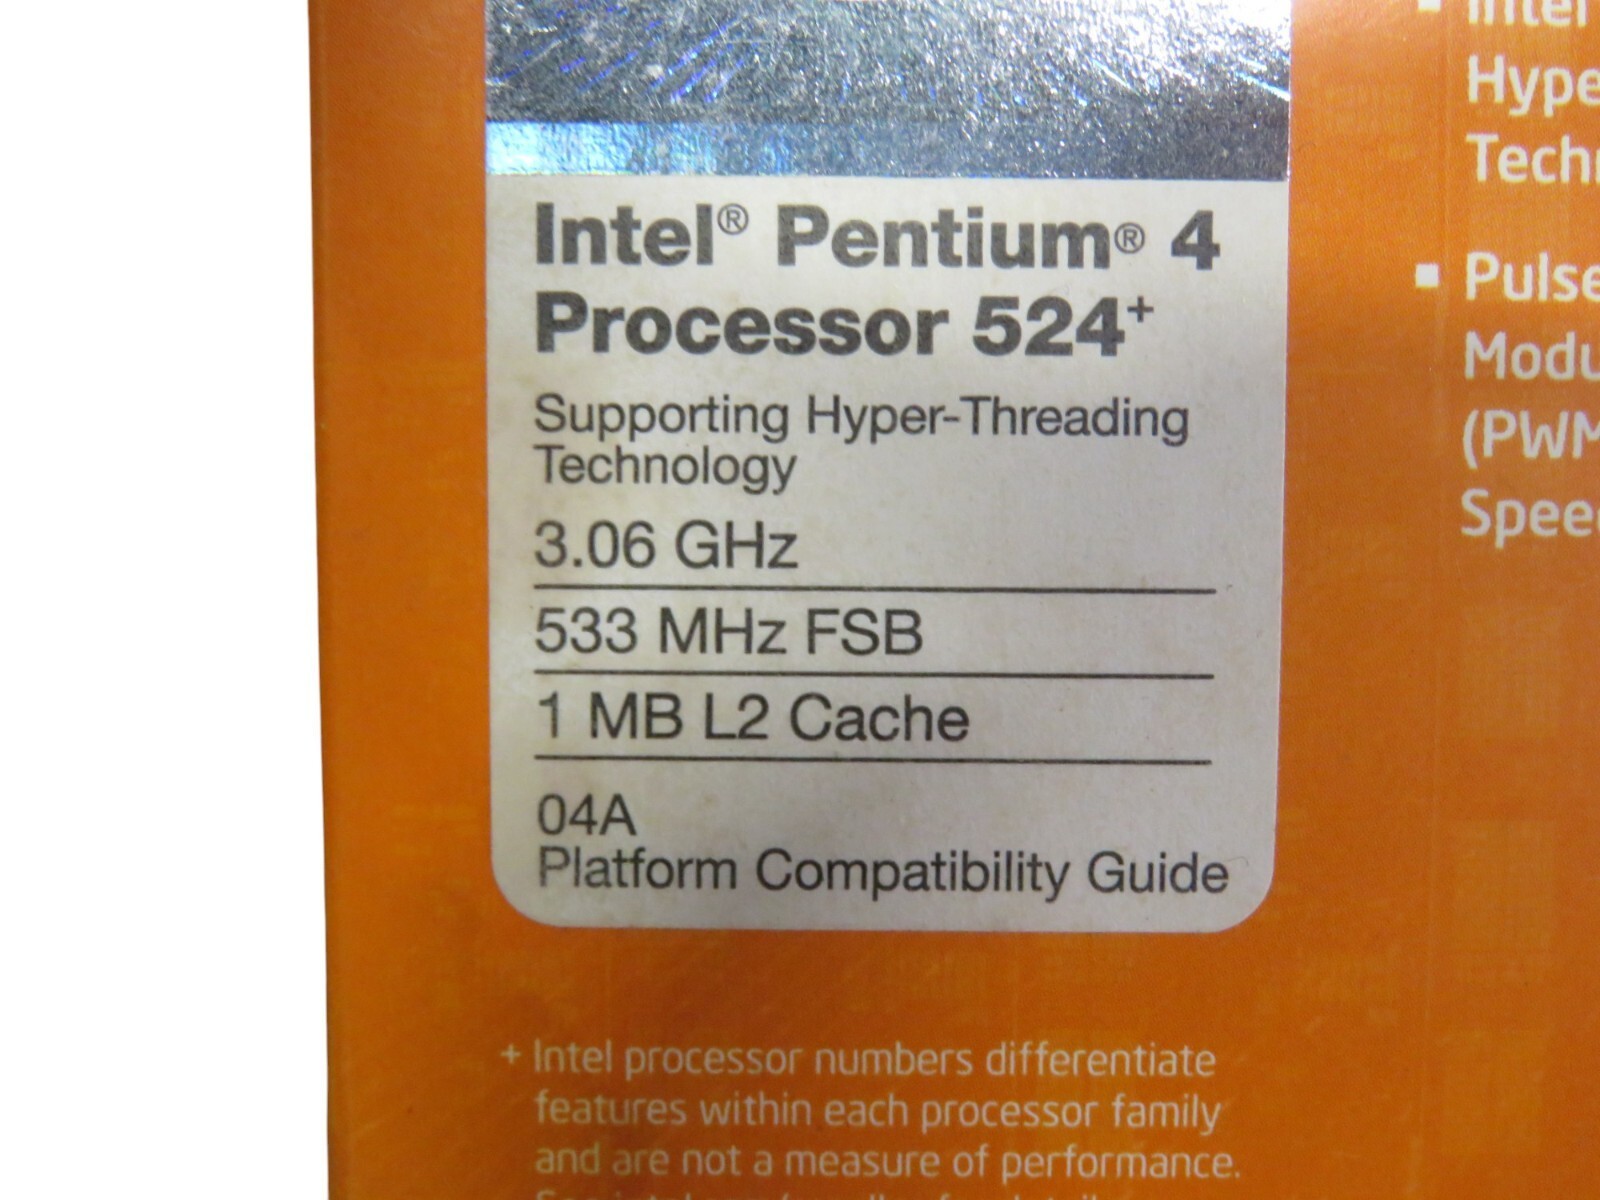 Intel® Pentium® 4
Processor 524+
Supporting Hyper-Threading
Technology
3.06 GHz
533 MHz FSB
1 MB L2 Cache
04A
Platform Compatibility Guide
+ Intel processor numbers differentiate
features within each processor family
and are not a measure of performance.
▪ Intel
Hype
Techn
▪ Pulse
Modu
(PWM
Spee